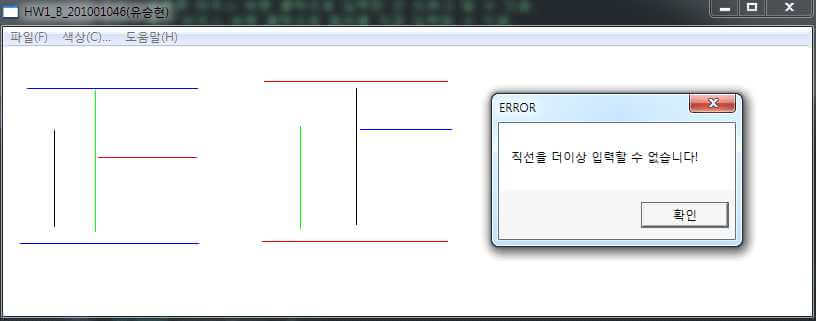 HW1_B_201001046(유승현)
파일(F) 색상(C)... 도움말(H)
ERROR
직선을 더이상 입력할 수 없습니다!
확인